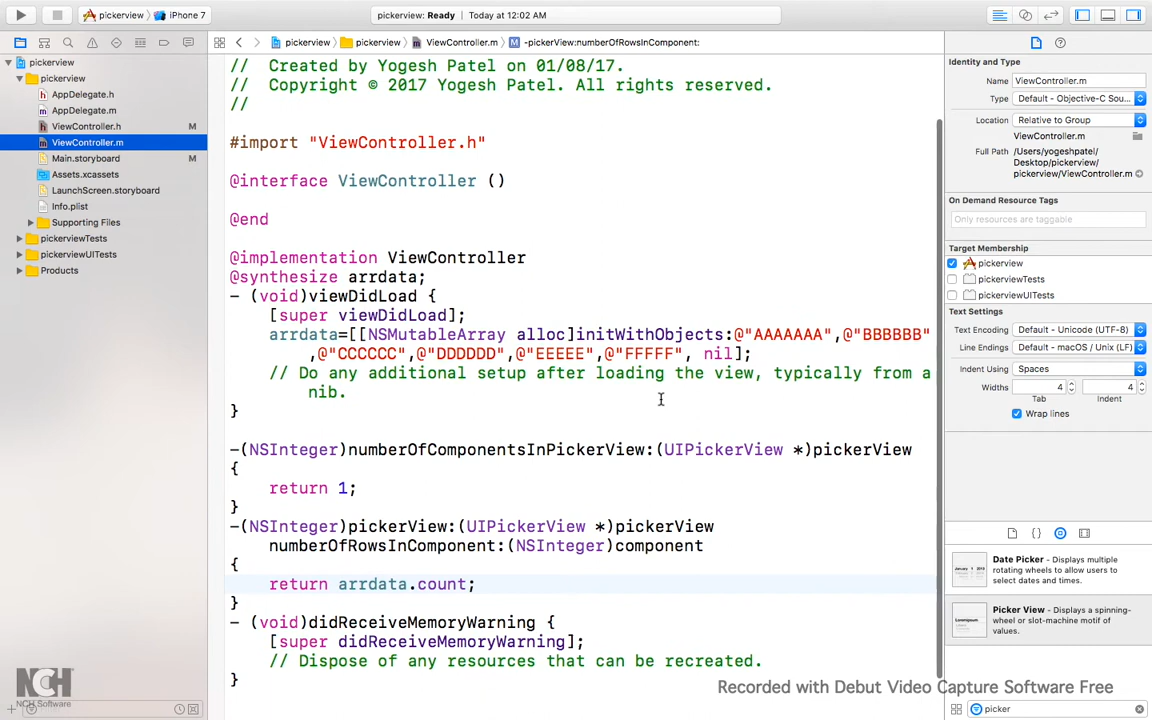 pickerview
iPhone 7
pickerview: Ready
Today at 12:02 AM
pickerview
pickerview
ViewController.m
M
-pickerView:numberOfRowsInComponent:
pickerview
pickerview
AppDelegate.h
AppDelegate.m
ViewController.h M
ViewController.m
Main.storyboard M
Assets.xcassets
LaunchScreen.storyboard
Info.plist
Supporting Files
pickerviewTests
pickerviewUITests
Products
// Created by Yogesh Patel on 01/08/17.
// Copyright © 2017 Yogesh Patel. All rights reserved.
//
#import "ViewController.h"
@interface ViewController ()
@end
@implementation ViewController
@synthesize arrdata;
- (void)viewDidLoad {
[super viewDidLoad];
arrdata=[[NSMutableArray alloc]initWithObjects:@"AAAAAAA",@"BBBBBB"
,@"CCCCCC",@"DDDDDD",@"EEEEE",@"FFFFF", nil];
// Do any additional setup after loading the view, typically from a
nib.
}
-(NSInteger)numberOfComponentsInPickerView:(UIPickerView *)pickerView
{
return 1;
}
-(NSInteger)pickerView:(UIPickerView *)pickerView
numberOfRowsInComponent:(NSInteger)component
{
return arrdata.count;
}
- (void)didReceiveMemoryWarning {
[super didReceiveMemoryWarning];
// Dispose of any resources that can be recreated.
}
Identity and Type
Name ViewController.m
Type Default - Objective-C Sou...
Location Relative to Group
ViewController.m
Full Path /Users/yogeshpatel/
Desktop/pickerview/
pickerview/ViewController.m
On Demand Resource Tags
Only resources are taggable
Target Membership
pickerview
pickerviewTests
pickerviewUITests
Text Settings
Text Encoding Default - Unicode (UTF-8)
Line Endings Default - macOS / Unix (LF)
Indent Using Spaces
Widths 4 4
Tab Indent
Wrap lines
Date Picker - Displays multiple
rotating wheels to allow users to
select dates and times.
Picker View - Displays a spinning-
wheel or slot-machine motif of
values.
picker
NCH
NCH Software
Recorded with Debut Video Capture Software Free